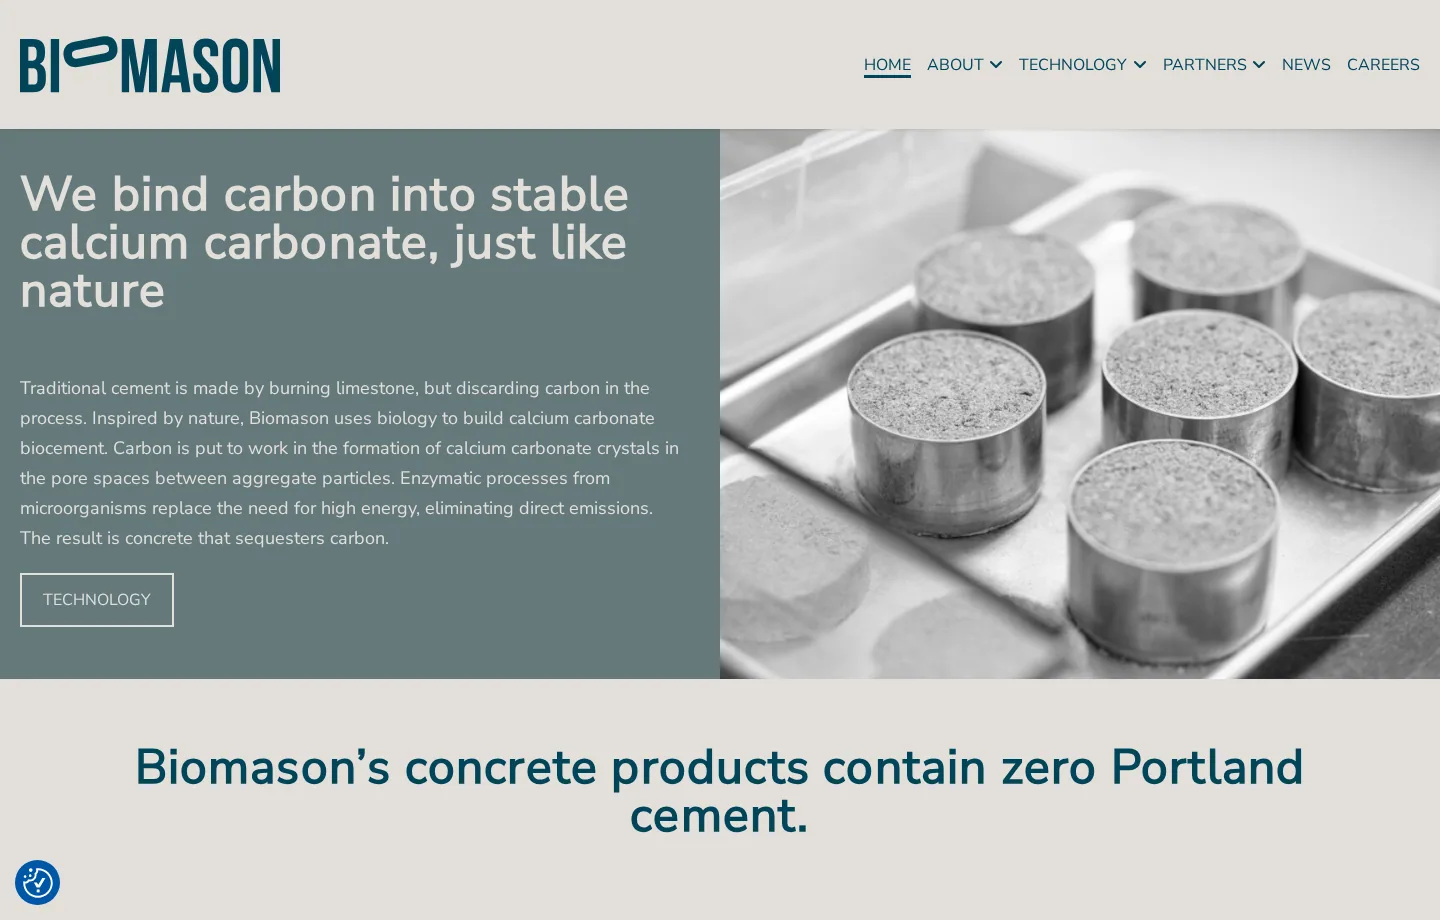 BIOMASON
HOME ABOUT TECHNOLOGY PARTNERS NEWS CAREERS
We bind carbon into stable
calcium carbonate, just like
nature
Traditional cement is made by burning limestone, but discarding carbon in the
process. Inspired by nature, Biomason uses biology to build calcium carbonate
biocement. Carbon is put to work in the formation of calcium carbonate crystals in
the pore spaces between aggregate particles. Enzymatic processes from
microorganisms replace the need for high energy, eliminating direct emissions.
The result is concrete that sequesters carbon.
TECHNOLOGY
Biomason’s concrete products contain zero Portland
cement.